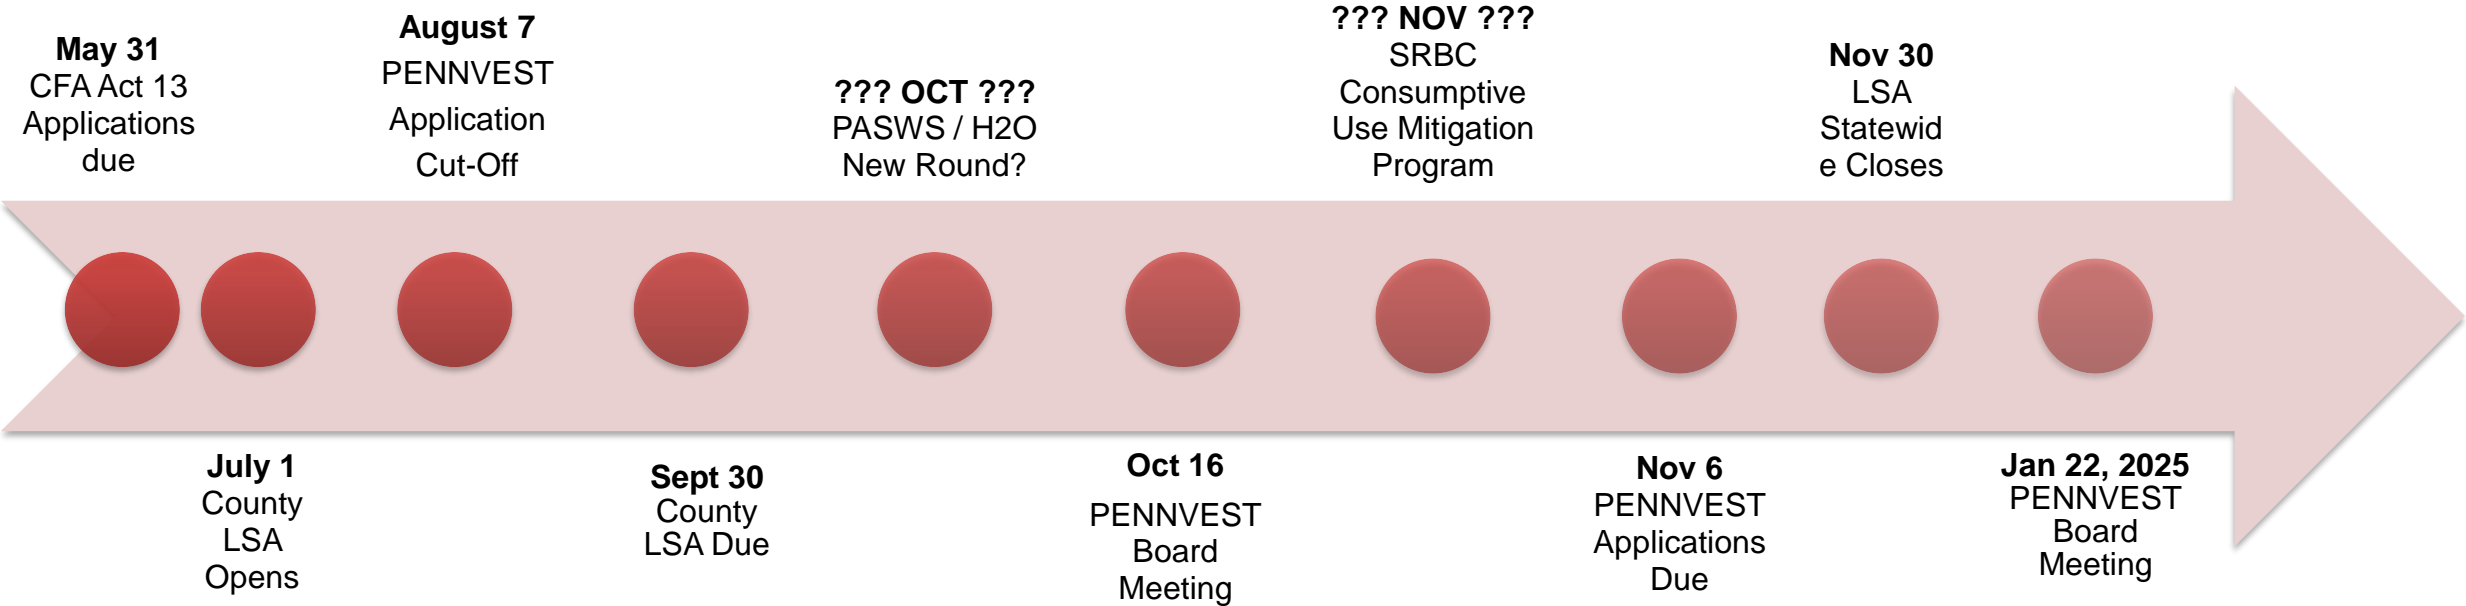 May 31
CFA Act 13
Applications
due
August 7
PENNVEST
Application
Cut-Off
??? OCT ???
PASWS / H2O
New Round?
??? NOV ???
SRBC
Consumptive
Use Mitigation
Program
Nov 30
LSA
Statewid
e Closes
July 1
County
LSA
Opens
Sept 30
County
LSA Due
Oct 16
PENNVEST
Board
Meeting
Nov 6
PENNVEST
Applications
Due
Jan 22, 2025
PENNVEST
Board
Meeting